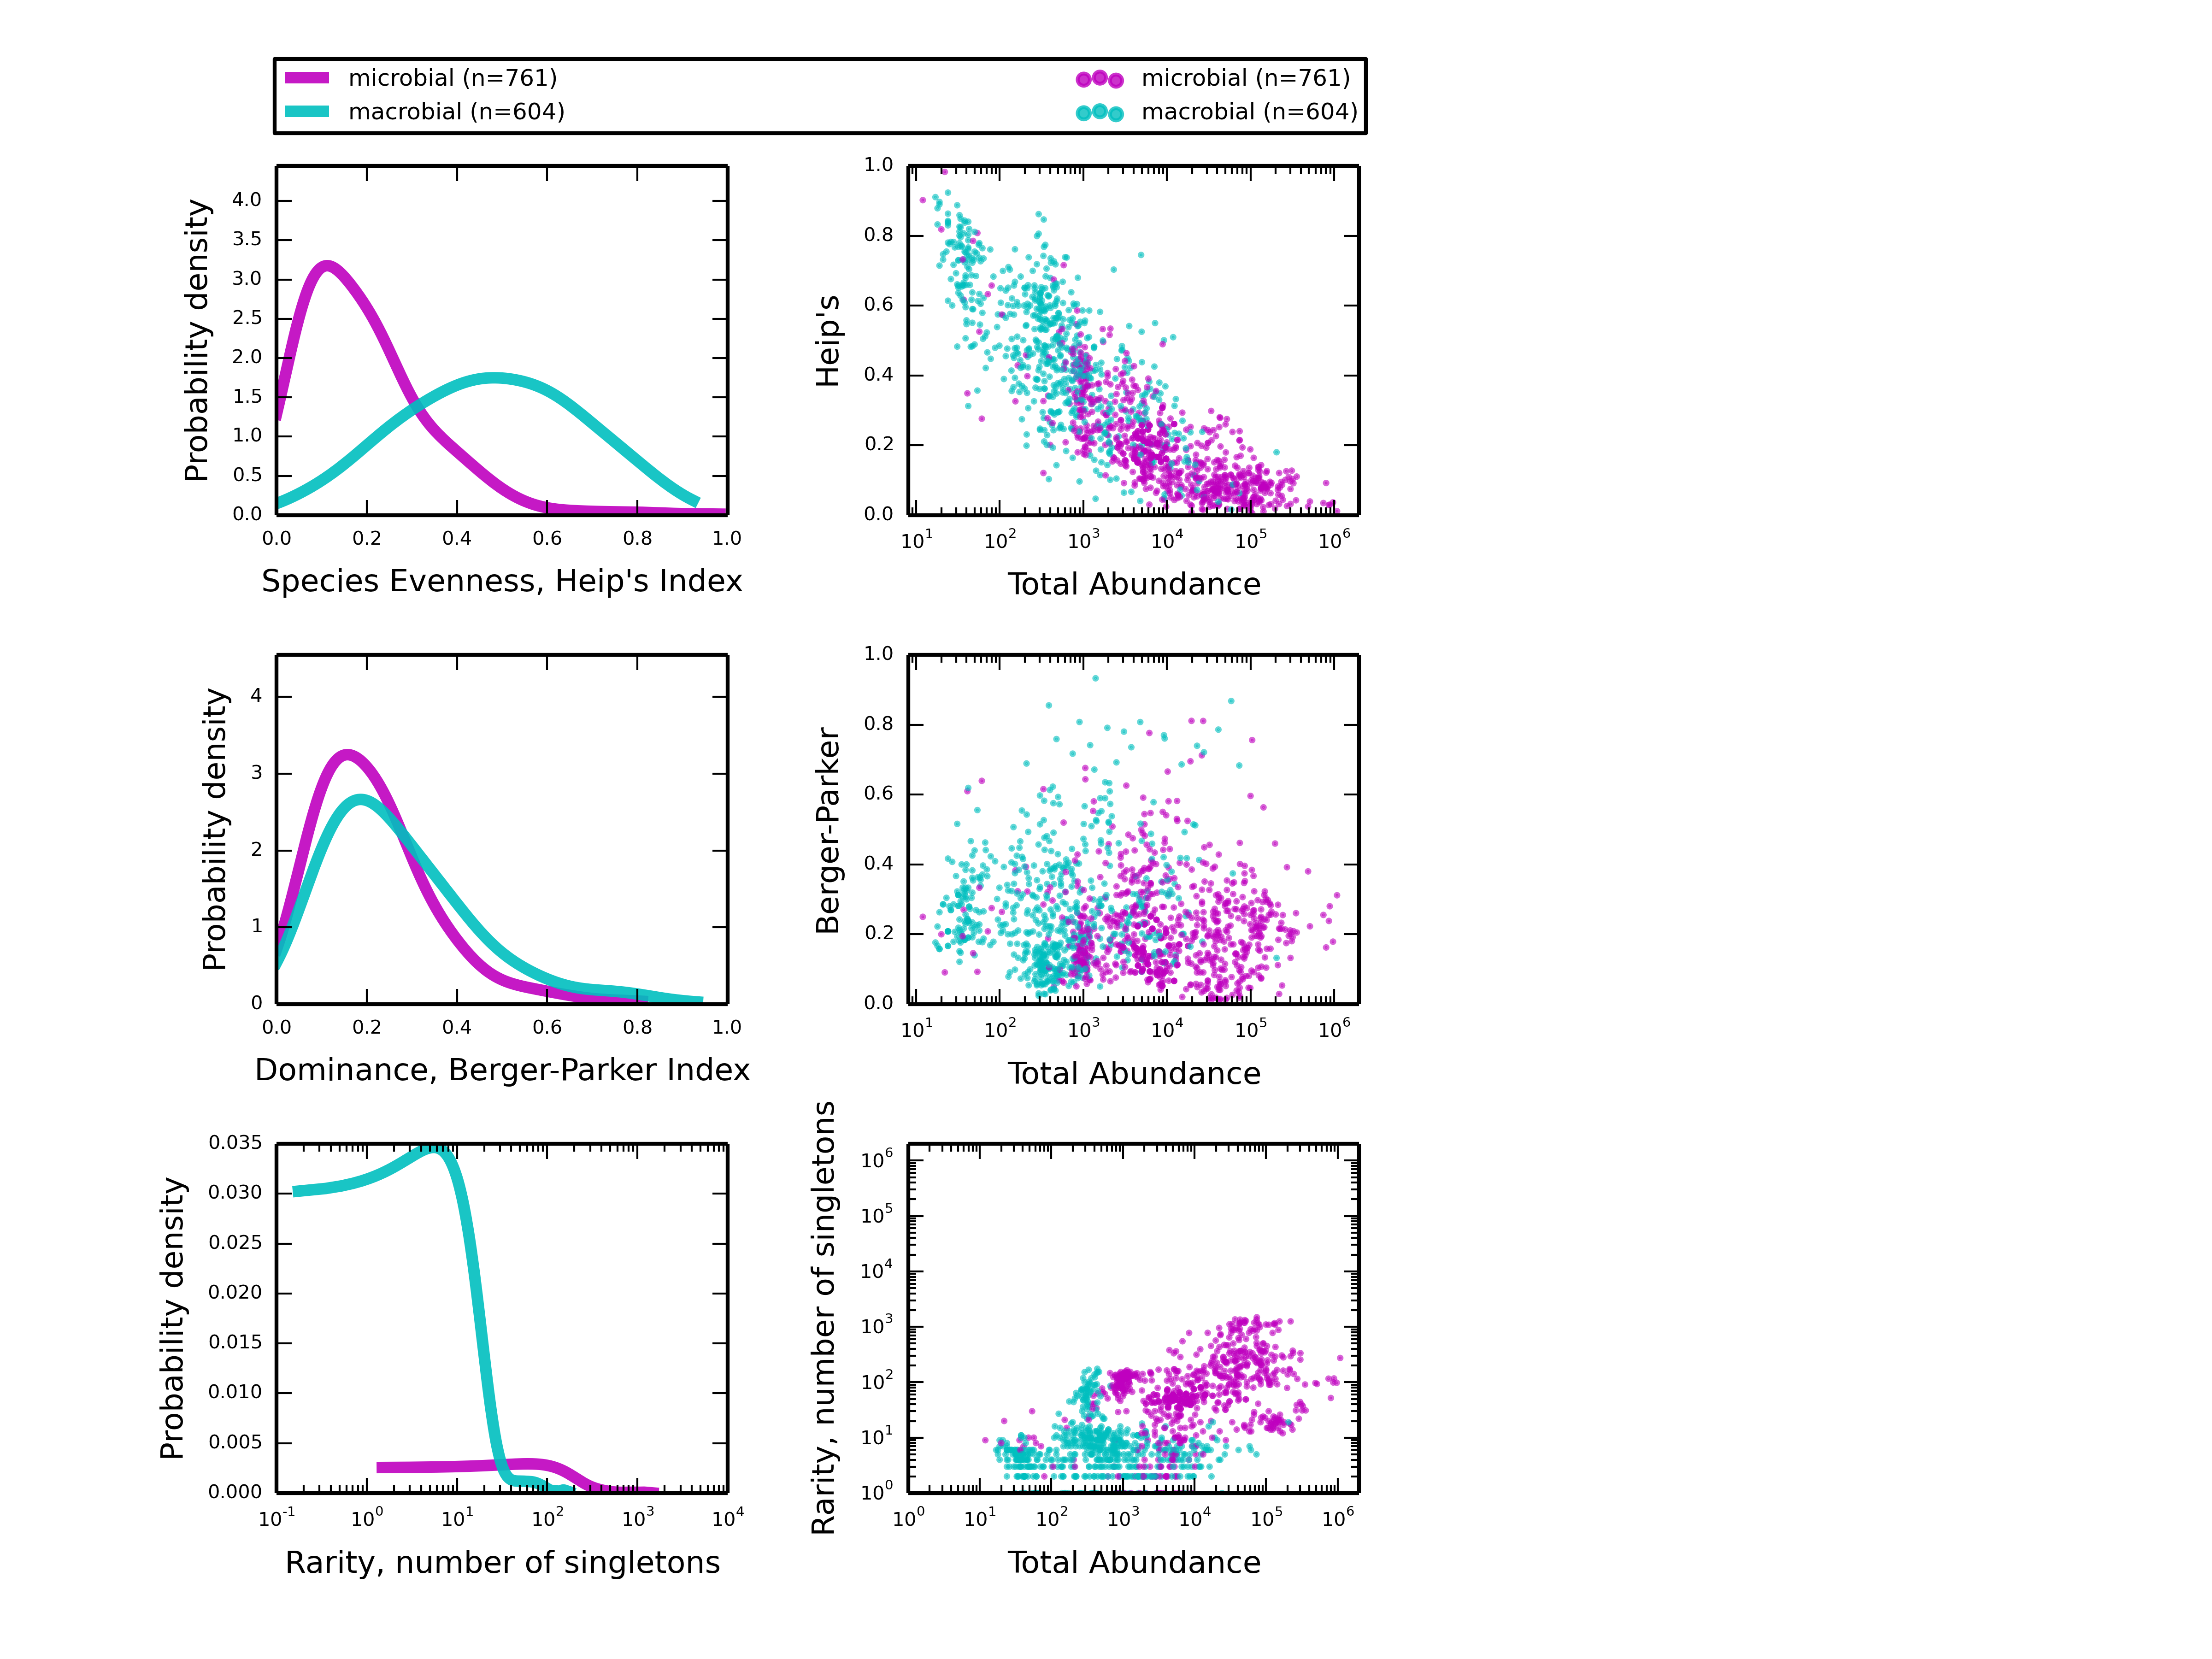 microbial (n=761)
macrobial (n=604)
microbial (n=761)
macrobial (n=604)
Probability density
4.0
3.5
3.0
2.5
2.0
1.5
1.0
0.5
0.0
0.0 0.2 0.4 0.6 0.8 1.0
Species Evenness, Heip's Index
Heip's
1.0
0.8
0.6
0.4
0.2
0.0
10^1 10^2 10^3 10^4 10^5 10^6
Total Abundance
Probability density
4
3
2
1
0
0.0 0.2 0.4 0.6 0.8 1.0
Dominance, Berger-Parker Index
Berger-Parker
1.0
0.8
0.6
0.4
0.2
0.0
10^1 10^2 10^3 10^4 10^5 10^6
Total Abundance
Probability density
0.035
0.030
0.025
0.020
0.015
0.010
0.005
0.000
10^-1 10^0 10^1 10^2 10^3 10^4
Rarity, number of singletons
Rarity, number of singletons
10^6
10^5
10^4
10^3
10^2
10^1
10^0
10^0 10^1 10^2 10^3 10^4 10^5 10^6
Total Abundance